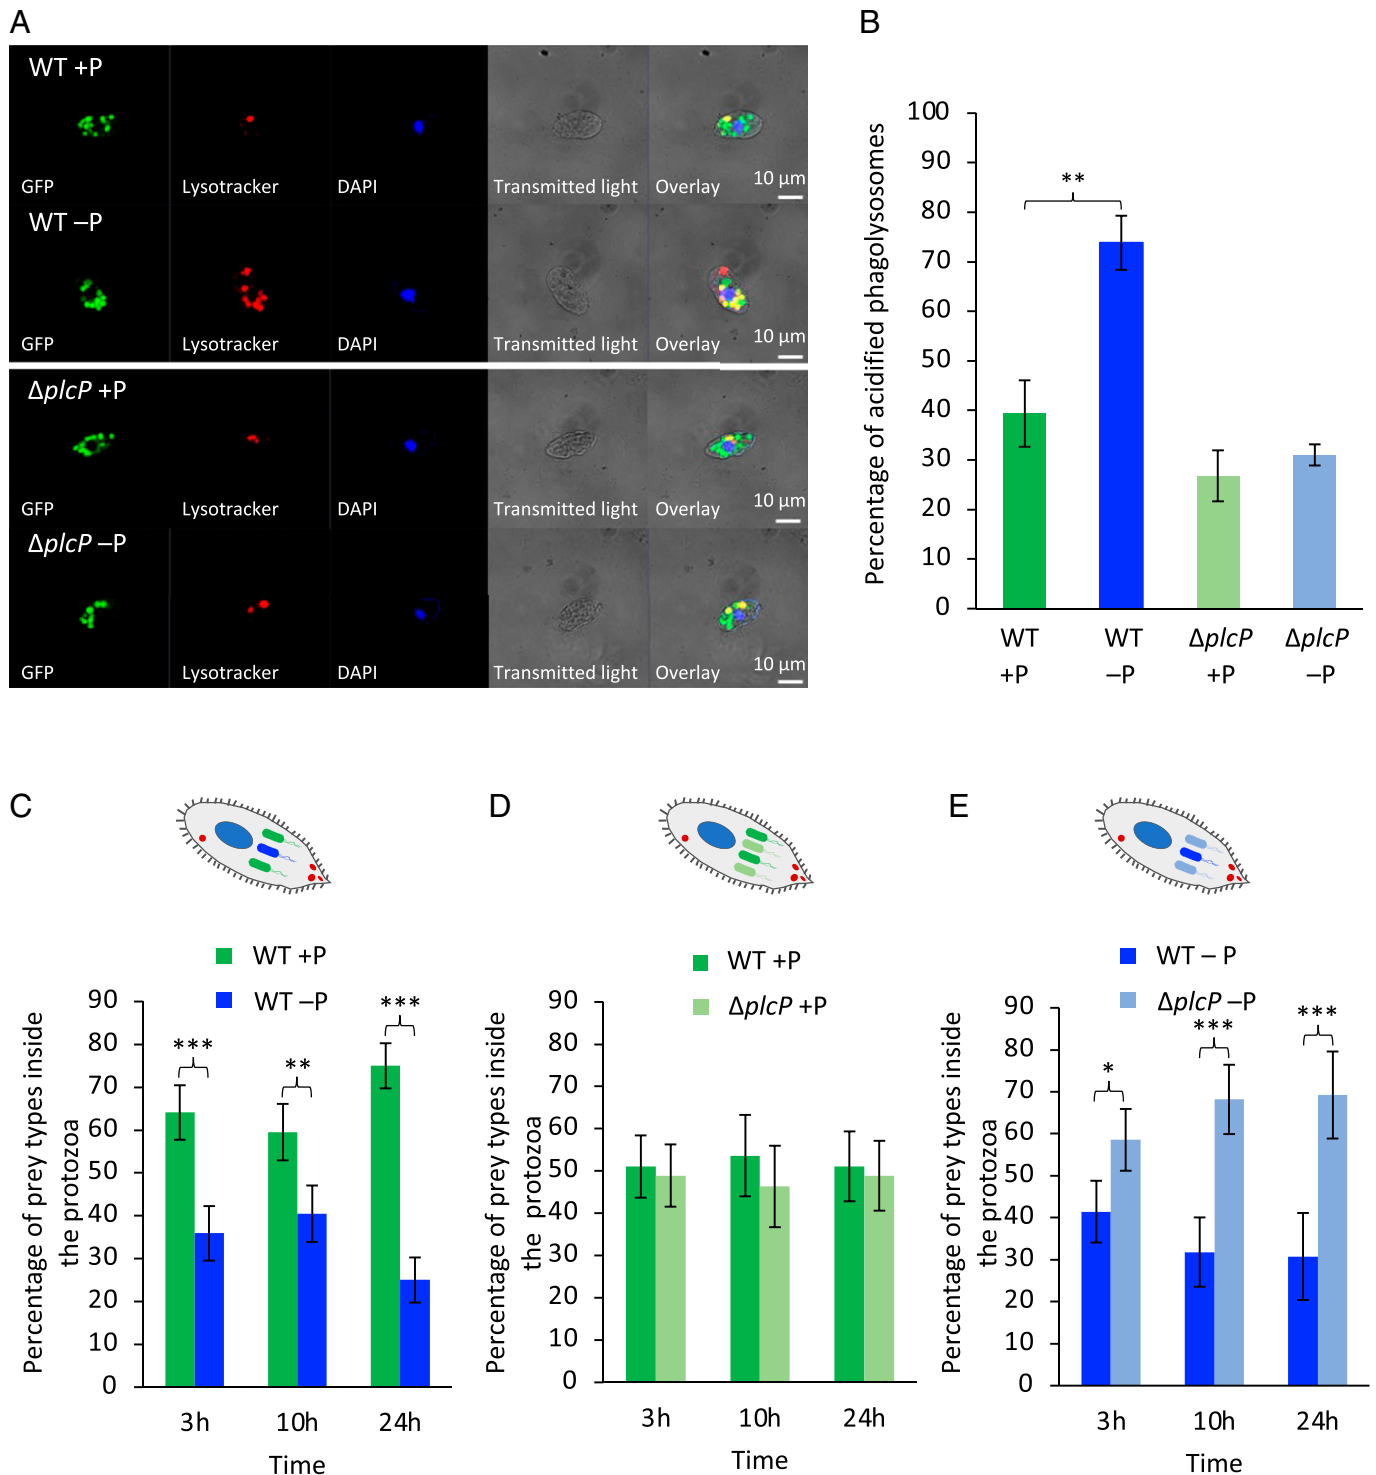 A
WT +P
GFP
Lysotracker
DAPI
Transmitted light
Overlay
10 µm
WT –P
GFP
Lysotracker
DAPI
Transmitted light
Overlay
10 µm
ΔplcP +P
GFP
Lysotracker
DAPI
Transmitted light
Overlay
10 µm
ΔplcP –P
GFP
Lysotracker
DAPI
Transmitted light
Overlay
10 µm
B
Percentage of acidified phagolysosomes
100
90
80
70
60
50
40
30
20
10
0
**
WT +P
WT –P
ΔplcP +P
ΔplcP –P
C
WT +P
WT –P
Percentage of prey types inside
the protozoa
90
80
70
60
50
40
30
20
10
0
***
**
***
3h
10h
24h
Time
D
WT +P
ΔplcP +P
Percentage of prey types inside
the protozoa
90
80
70
60
50
40
30
20
10
0
3h
10h
24h
Time
E
WT – P
ΔplcP –P
Percentage of prey types inside
the protozoa
90
80
70
60
50
40
30
20
10
0
*
***
***
3h
10h
24h
Time